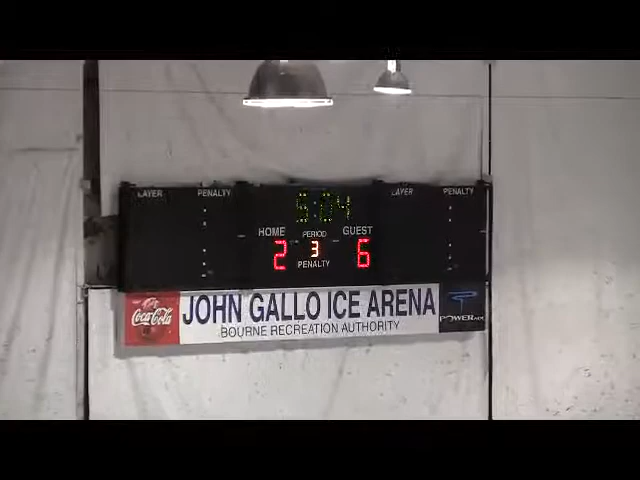 LAYER PENALTY LAYER PENALTY
5:04
HOME PERIOD GUEST
2 3 6
PENALTY
Coca-Cola JOHN GALLO ICE ARENA
BOURNE RECREATION AUTHORITY
POWERADE